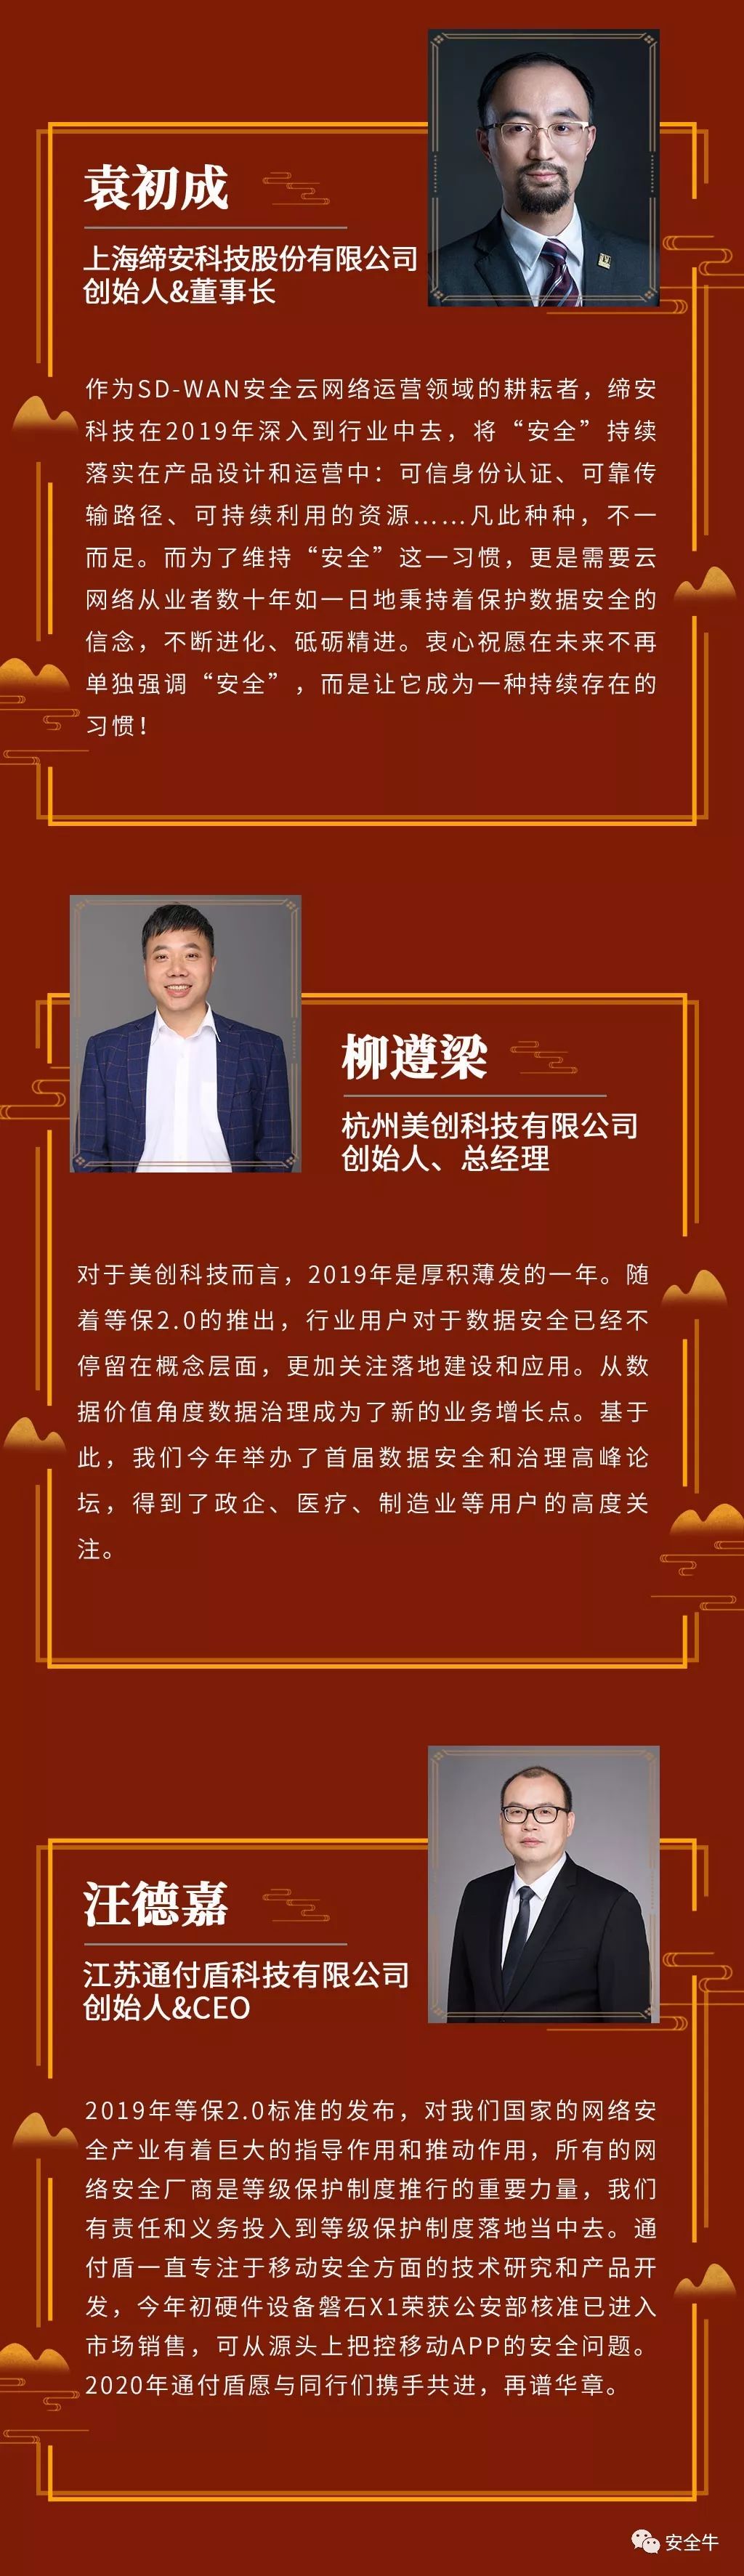 袁初成
上海缔安科技股份有限公司
创始人&董事长
作为SD-WAN安全云网络运营领域的耕耘者，缔安
科技在2019年深入到行业中去，将“安全”持续
落实在产品设计和运营中：可信身份认证、可靠传
输路径、可持续利用的资源……凡此种种，不一
而足。而为了维持“安全”这一习惯，更是需要云
网络从业者数十年如一日地秉持着保护数据安全的
信念，不断进化、砥砺精进。衷心祝愿在未来不再
单独强调“安全”，而是让它成为一种持续存在的
习惯！
柳遵梁
杭州美创科技有限公司
创始人、总经理
对于美创科技而言，2019年是厚积薄发的一年。随
着等保2.0的推出，行业用户对于数据安全已经不
停留在概念层面，更加关注落地建设和应用。从数
据价值角度数据治理成为了新的业务增长点。基于
此，我们今年举办了首届数据安全和治理高峰论
坛，得到了政企、医疗、制造业等用户的高度关
注。
汪德嘉
江苏通付盾科技有限公司
创始人&CEO
2019年等保2.0标准的发布，对我们国家的网络安
全产业有着巨大的指导作用和推动作用，所有的网
络安全厂商是等级保护制度推行的重要力量，我们
有责任和义务投入到等级保护制度落地当中去。通
付盾一直专注于移动安全方面的技术研究和产品开
发，今年初硬件设备磐石X1荣获公安部核准已进入
市场销售，可从源头上把控移动APP的安全问题。
2020年通付盾愿与同行们携手共进，再谱华章。
安全牛